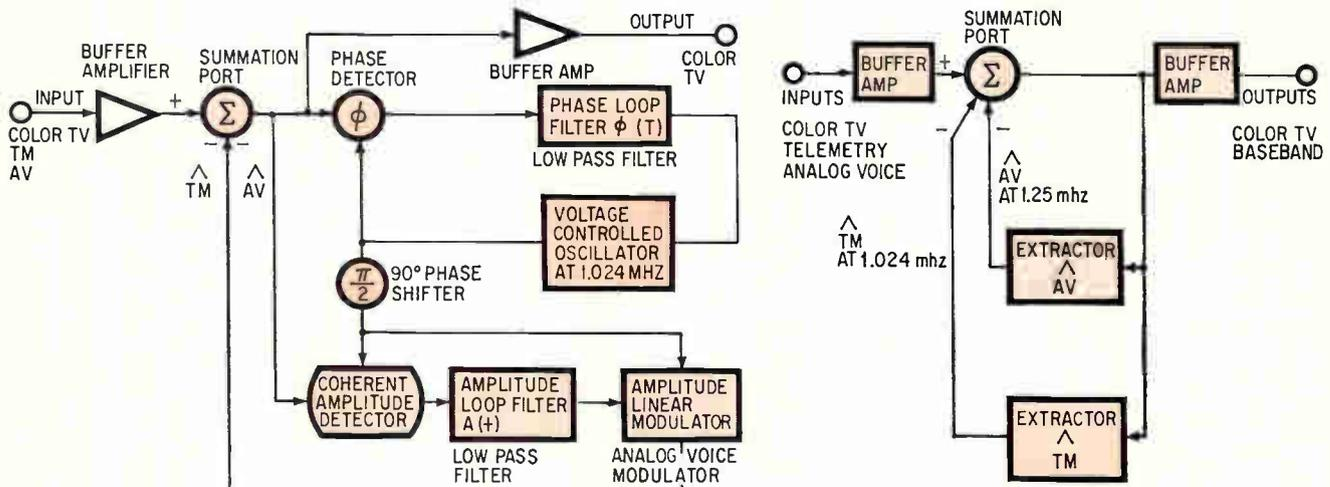 BUFFER
AMPLIFIER
INPUT
COLOR TV
TM
AV
+
SUMMATION
PORT
Σ
-
-
^
TM
^
AV
PHASE
DETECTOR
ϕ
BUFFER AMP
OUTPUT
COLOR
TV
PHASE LOOP
FILTER ϕ (T)
LOW PASS FILTER
VOLTAGE
CONTROLLED
OSCILLATOR
AT 1.024 MHZ
π
2
90° PHASE
SHIFTER
COHERENT
AMPLITUDE
DETECTOR
AMPLITUDE
LOOP FILTER
A (+)
LOW PASS
FILTER
AMPLITUDE
LINEAR
MODULATOR
ANALOG VOICE
MODULATOR
INPUTS
COLOR TV
TELEMETRY
ANALOG VOICE
BUFFER
AMP
+
SUMMATION
PORT
Σ
-
-
BUFFER
AMP
OUTPUTS
COLOR TV
BASEBAND
^
AV
AT 1.25 mhz
^
TM
AT 1.024 mhz
EXTRACTOR
^
AV
EXTRACTOR
^
TM